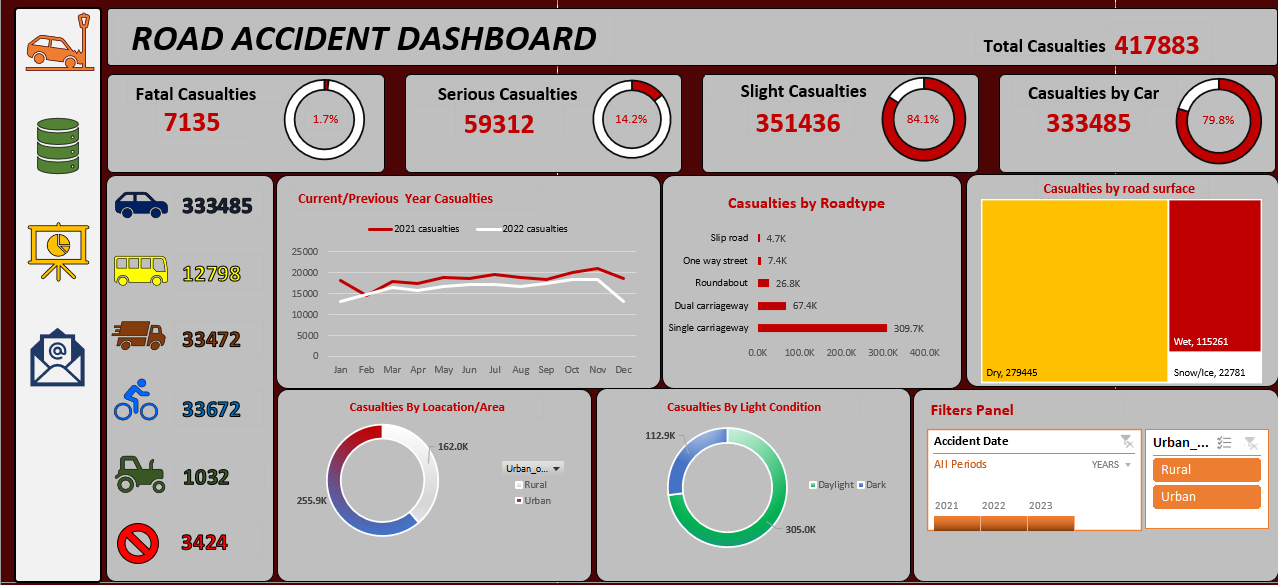 ROAD ACCIDENT DASHBOARD
Total Casualties 417883
Fatal Casualties
7135
1.7%
Serious Casualties
59312
14.2%
Slight Casualties
351436
84.1%
Casualties by Car
333485
79.8%
333485
12798
33472
33672
1032
3424
@
Current/Previous Year Casualties
2021 casualties 2022 casualties
25000
20000
15000
10000
5000
0
Jan Feb Mar Apr May Jun Jul Aug Sep Oct Nov Dec
Casualties by Roadtype
Slip road 4.7K
One way street 7.4K
Roundabout 26.8K
Dual carriageway 67.4K
Single carriageway 309.7K
0.0K 100.0K 200.0K 300.0K 400.0K
Casualties by road surface
Dry, 279445
Wet, 115261
Snow/Ice, 22781
Casualties By Loacation/Area
162.0K
255.9K
Urban_o...
Rural
Urban
Casualties By Light Condition
112.9K
305.0K
Daylight Dark
Filters Panel
Accident Date
All Periods YEARS
2021 2022 2023
Urban_...
Rural
Urban